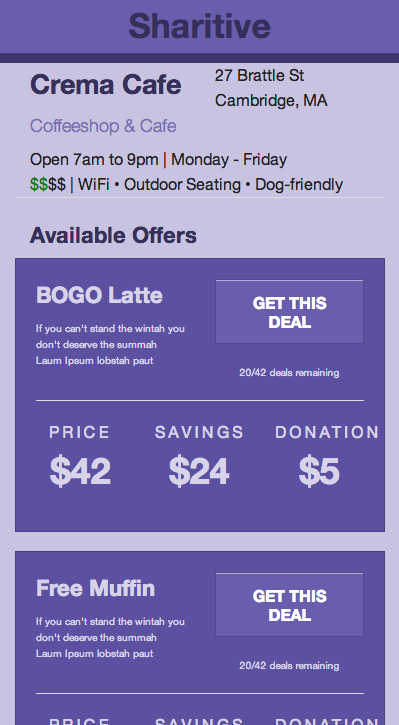 Sharitive
Crema Cafe
27 Brattle St
Cambridge, MA
Coffeeshop & Cafe
Open 7am to 9pm | Monday - Friday
$$$$ | WiFi • Outdoor Seating • Dog-friendly
Available Offers
BOGO Latte
If you can't stand the wintah you
don't deserve the summah
Laum Ipsum lobstah paut
GET THIS
DEAL
20/42 deals remaining
PRICE SAVINGS DONATION
$42 $24 $5
Free Muffin
If you can't stand the wintah you
don't deserve the summah
Laum Ipsum lobstah paut
GET THIS
DEAL
20/42 deals remaining
PRICE SAVINGS DONATION